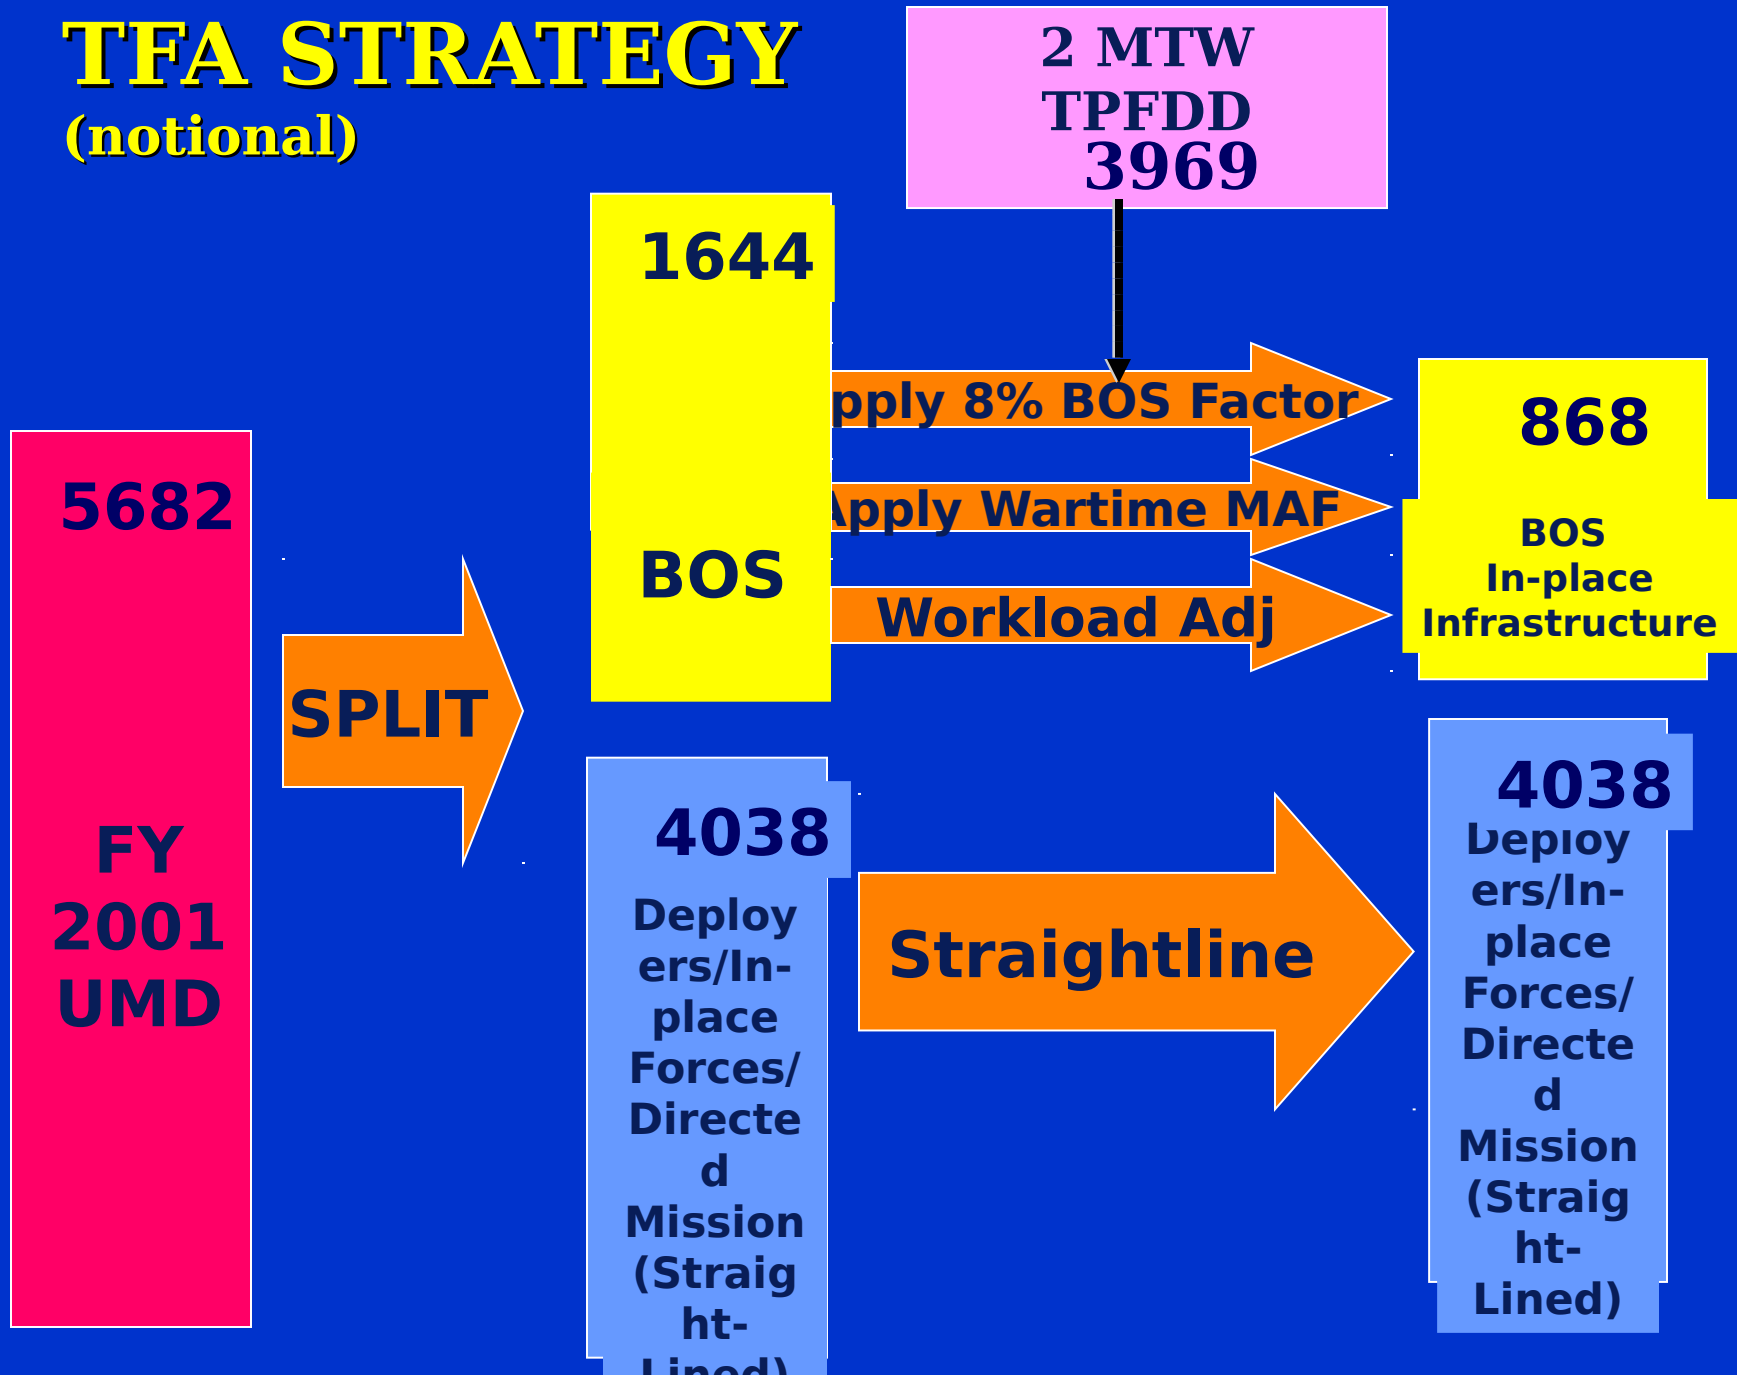 TFA STRATEGY
(notional)
2 MTW
TPFDD
3969
1644
BOS
pply 8% BOS Factor
Apply Wartime MAF
Workload Adj
868
BOS
In-place
Infrastructure
5682
FY
2001
UMD
SPLIT
4038
Deploy
ers/In-
place
Forces/
Directe
d
Mission
(Straig
ht-
Lined)
Straightline
4038
Deploy
ers/In-
place
Forces/
Directe
d
Mission
(Straig
ht-
Lined)